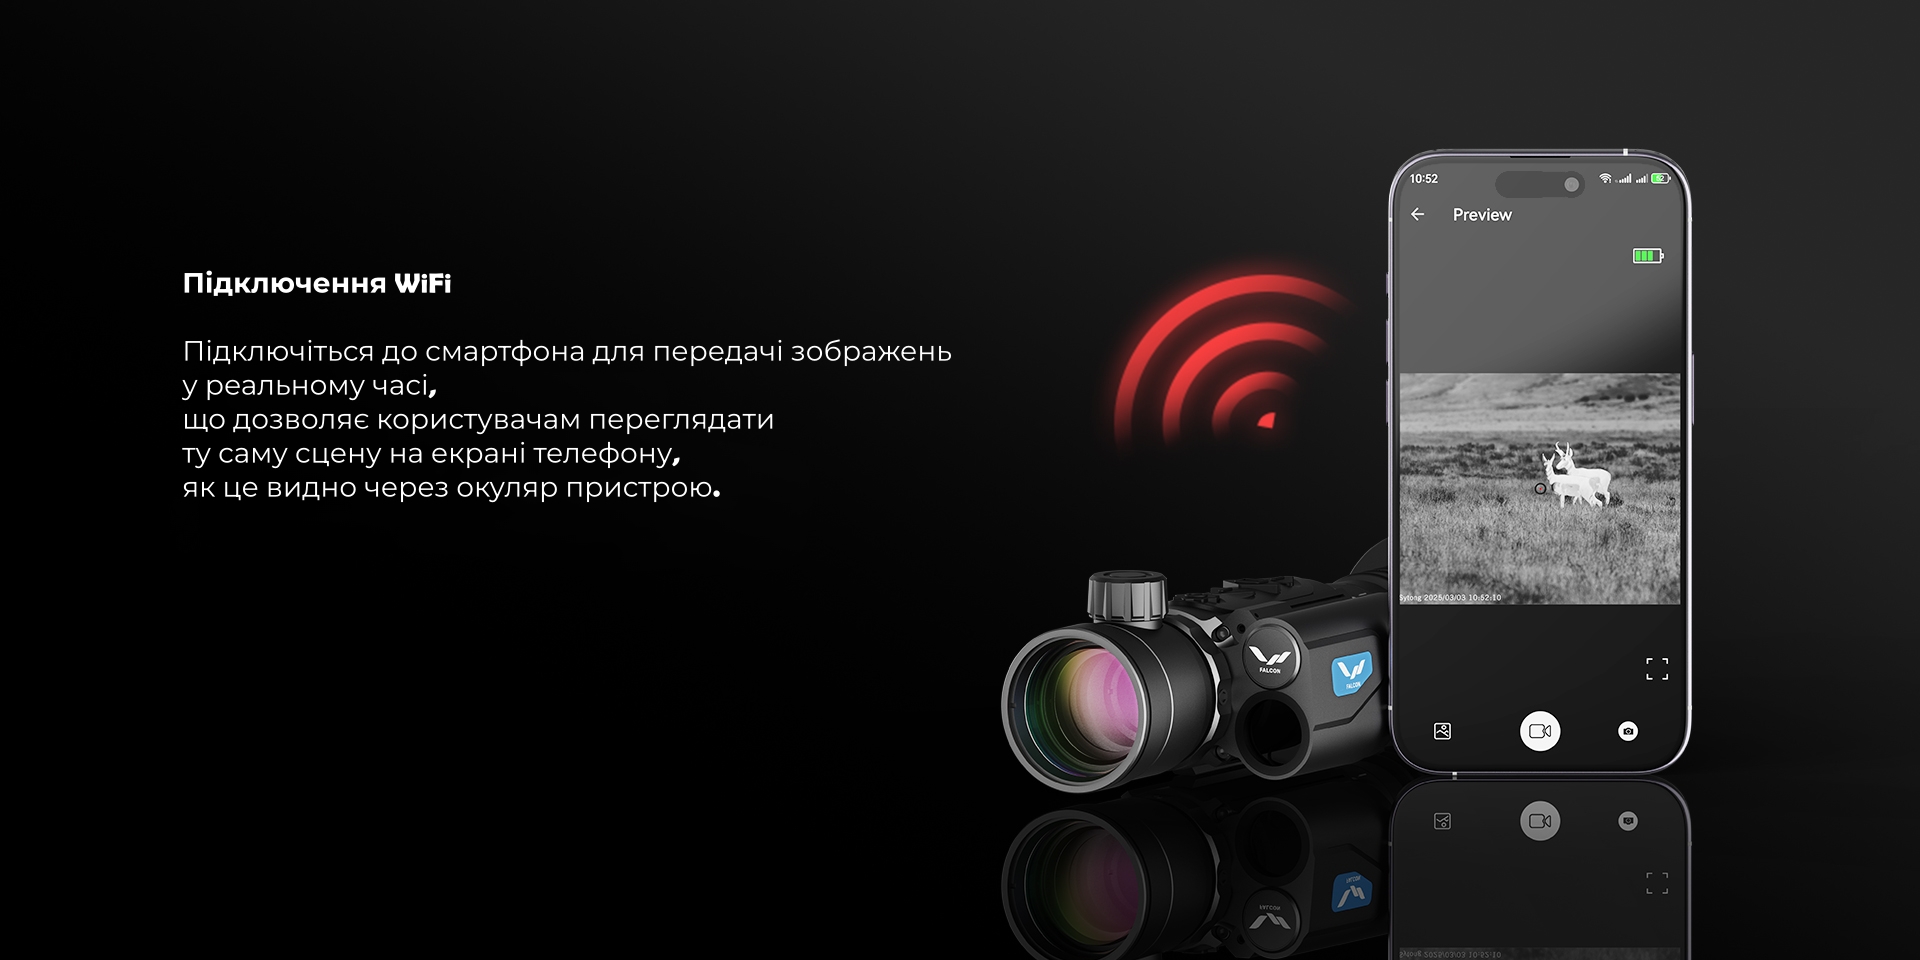 Підключення WiFi
Підключіться до смартфона для передачі зображень
у реальному часі,
що дозволяє користувачам переглядати
ту саму сцену на екрані телефону,
як це видно через окуляр пристрою.
10:52
Preview
Sytong 2025/03/03 10:52:10
FALCON
FALCON